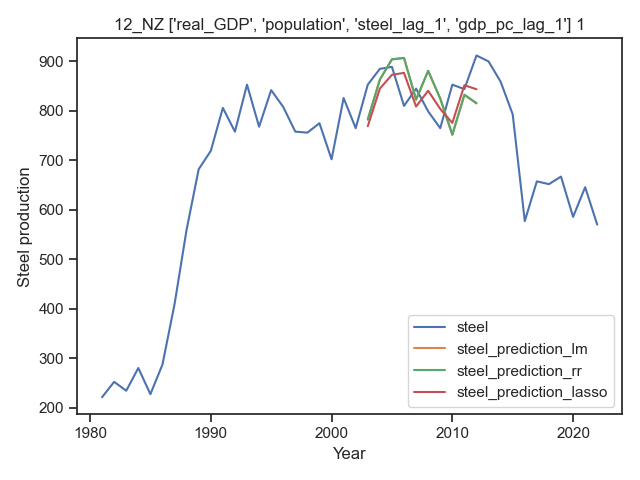 12_NZ ['real_GDP', 'population', 'steel_lag_1', 'gdp_pc_lag_1'] 1
900
800
700
600
500
400
300
200
Steel production
1980
1990
2000
2010
2020
Year
steel
steel_prediction_lm
steel_prediction_rr
steel_prediction_lasso